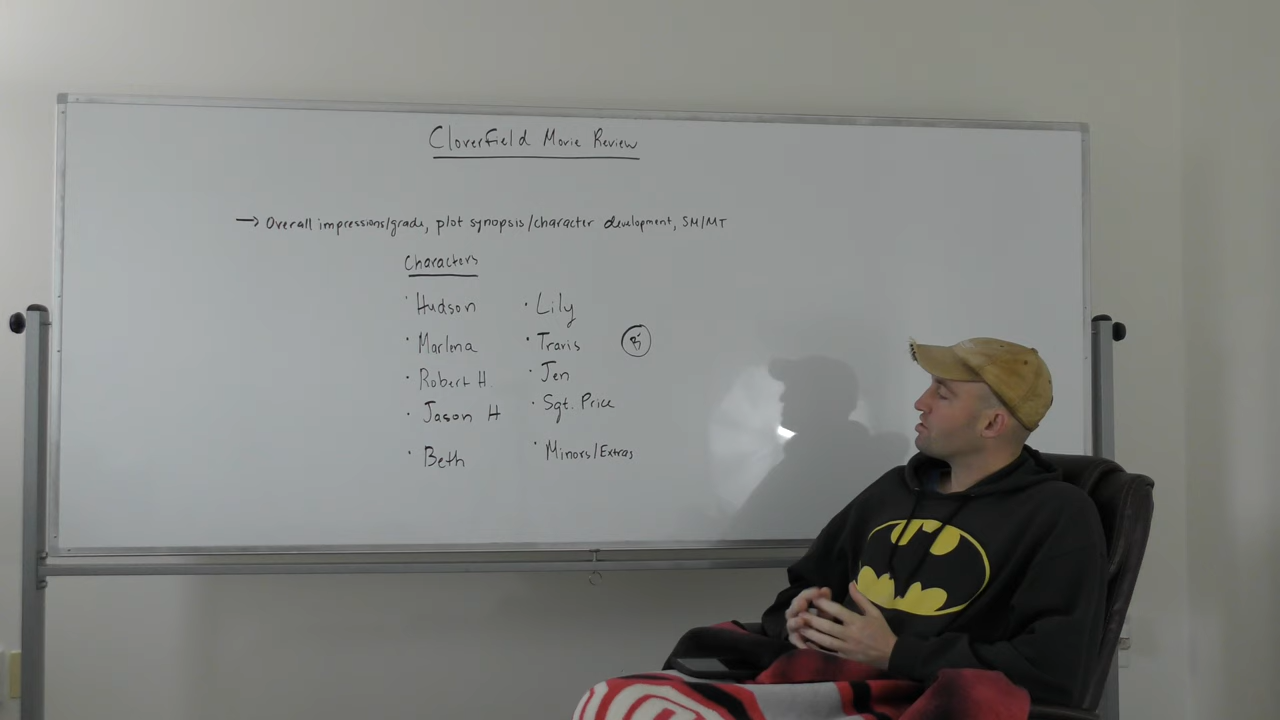 Cloverfield Movie Review
→ Overall impressions/grade, plot synopsis/character development, SM/MT
Characters
· Hudson
· Lily
· Marlena
· Travis
· Robert H.
· Jen
· Jason H
· Sgt. Price
· Beth
· Minors/Extras